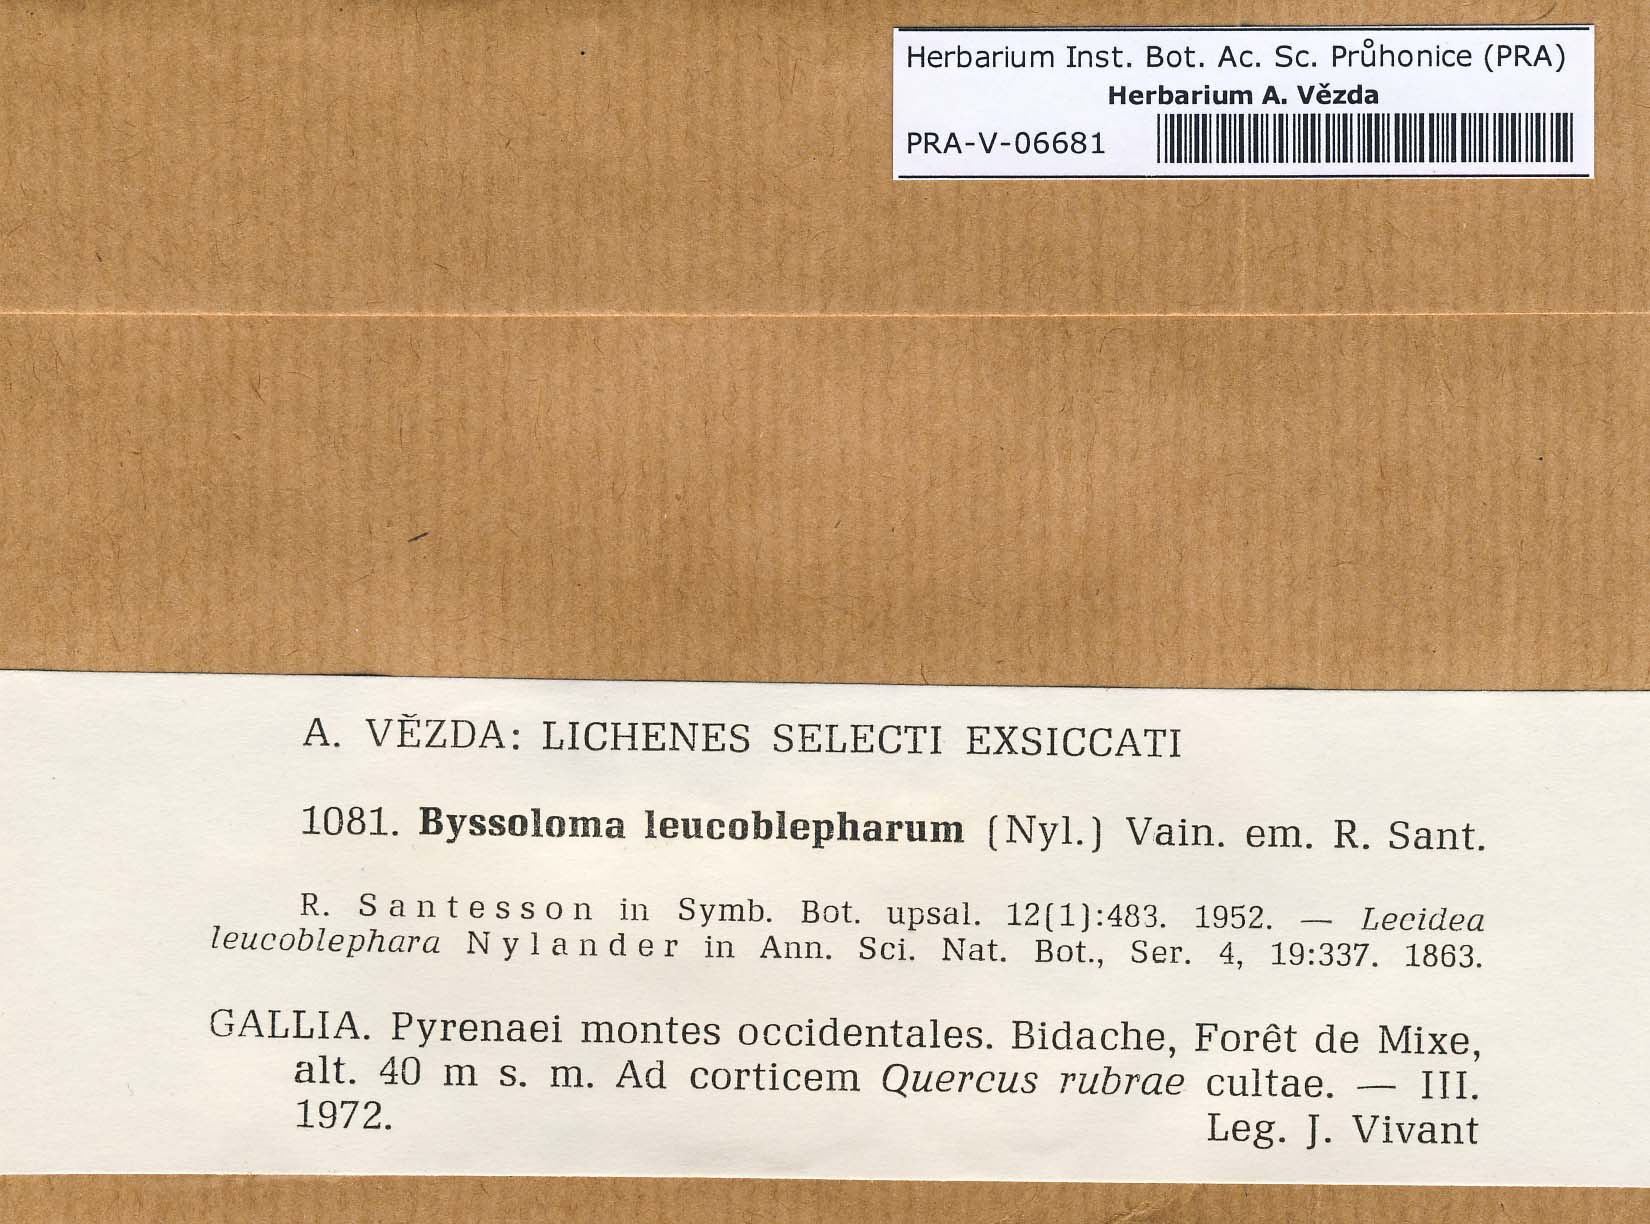 Herbarium Inst. Bot. Ac. Sc. Průhonice (PRA)
Herbarium A. Vězda
PRA-V-06681
A. VĚZDA: LICHENES SELECTI EXSICCATI
1081. Byssoloma leucoblepharum (Nyl.) Vain. em. R. Sant.
R. Santesson in Symb. Bot. upsal. 12(1):483. 1952. — Lecidea
leucoblephara Nylander in Ann. Sci. Nat. Bot., Ser. 4, 19:337. 1863.
GALLIA. Pyrenaei montes occidentales. Bidache, Forêt de Mixe,
alt. 40 m s. m. Ad corticem Quercus rubrae cultae. — III.
1972. Leg. J. Vivant